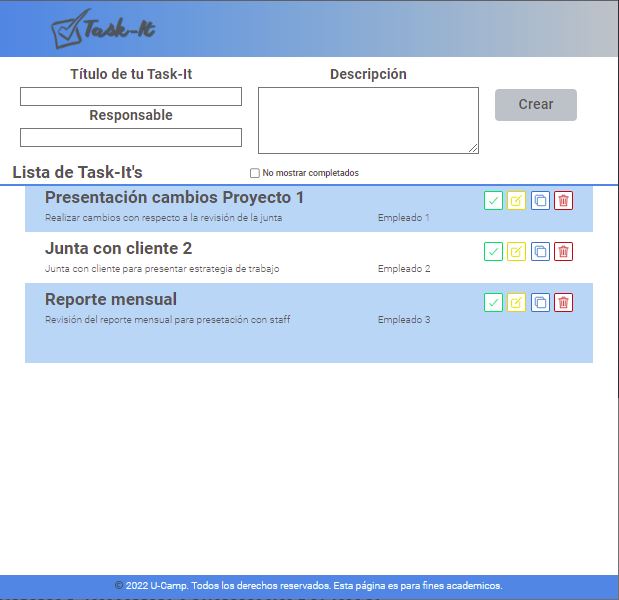 Task-It
Título de tu Task-It
Descripción
Responsable
Crear
Lista de Task-It's
No mostrar completados
Presentación cambios Proyecto 1
Realizar cambios con respecto a la revisión de la junta
Empleado 1
Junta con cliente 2
Junta con cliente para presentar estrategia de trabajo
Empleado 2
Reporte mensual
Revisión del reporte mensual para presetación con staff
Empleado 3
© 2022 U-Camp. Todos los derechos reservados. Esta página es para fines academicos.